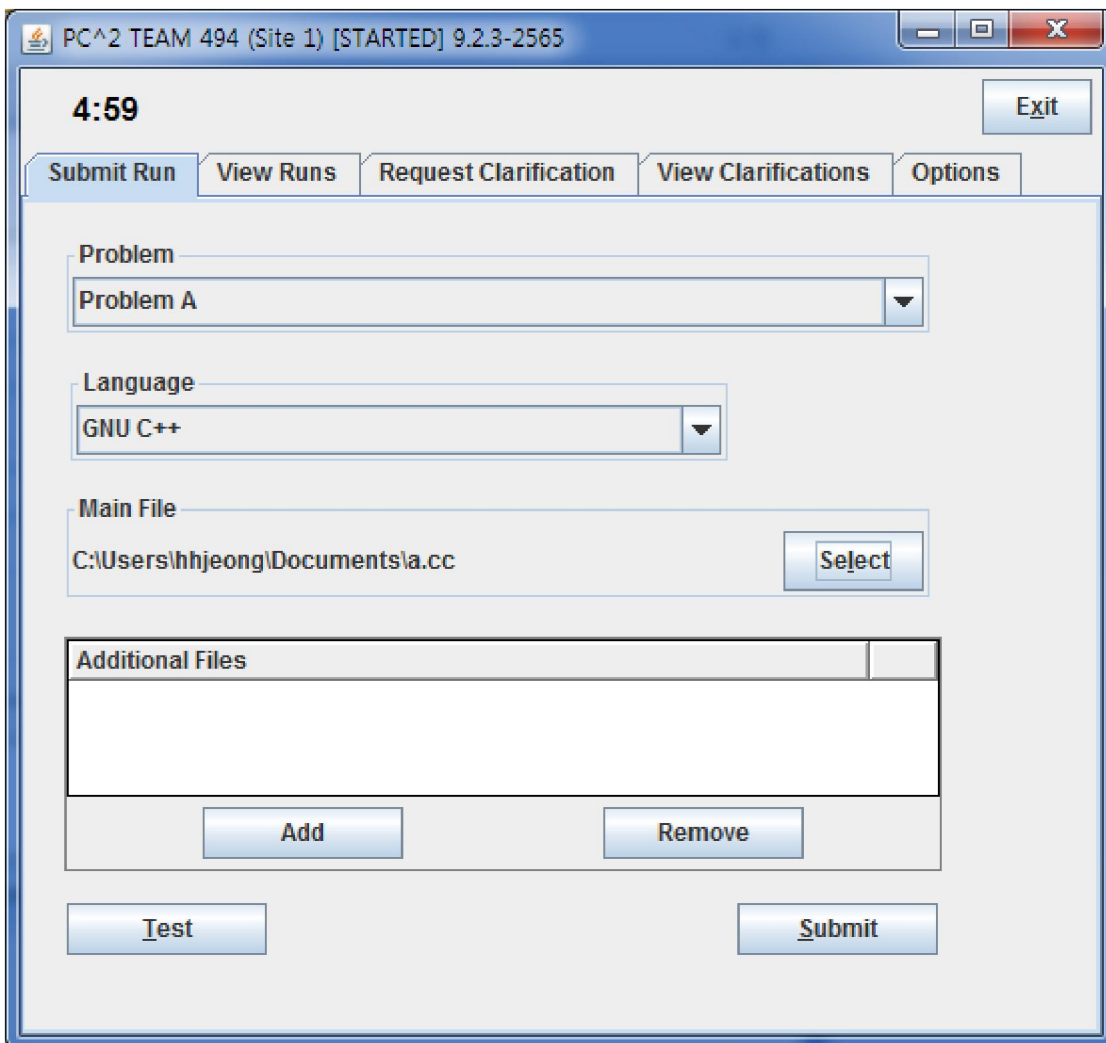 PC^2 TEAM 494 (Site 1) [STARTED] 9.2.3-2565
4:59
Exit
Submit Run View Runs Request Clarification View Clarifications Options
Problem
Problem A
Language
GNU C++
Main File
C:\Users\hhjeong\Documents\a.cc
Select
Additional Files
Add Remove
Test Submit